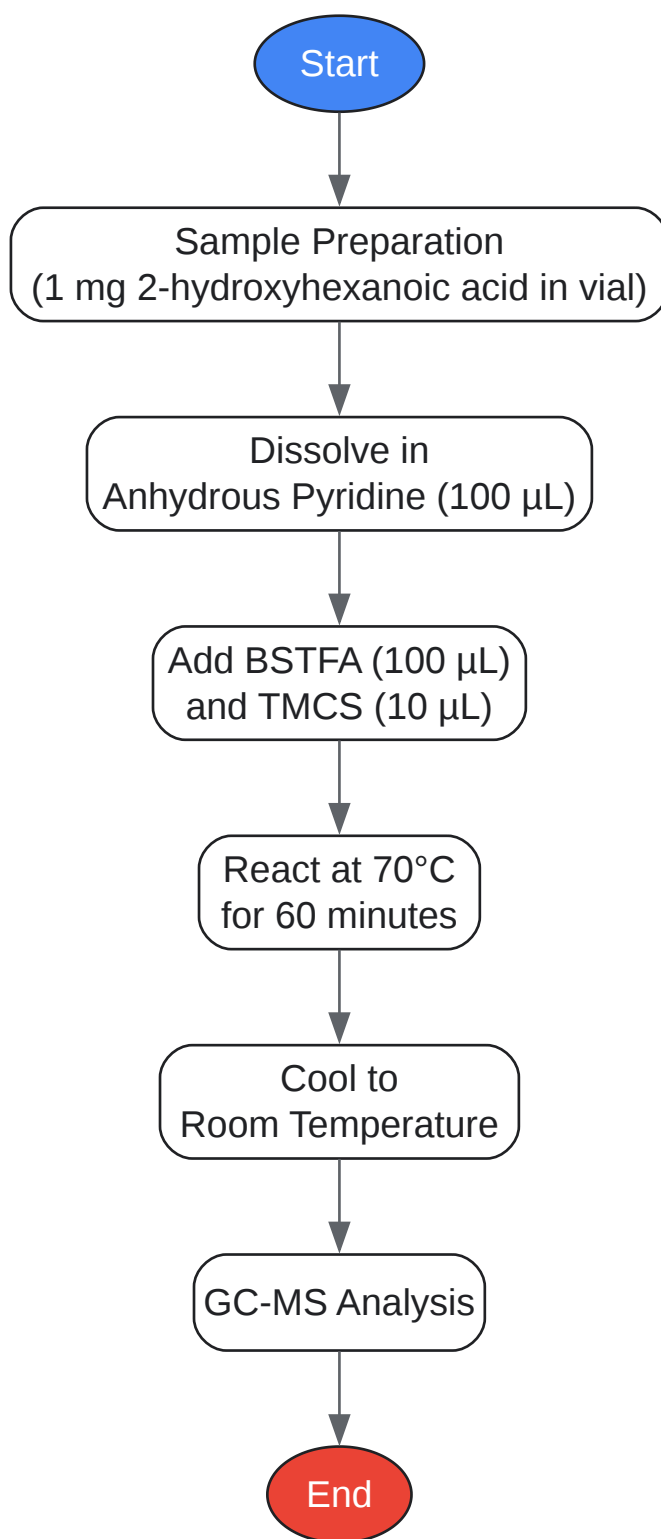 Start
Sample Preparation
(1 mg 2-hydroxyhexanoic acid in vial)
Dissolve in
Anhydrous Pyridine (100 µL)
Add BSTFA (100 µL)
and TMCS (10 µL)
React at 70°C
for 60 minutes
Cool to
Room Temperature
GC-MS Analysis
End